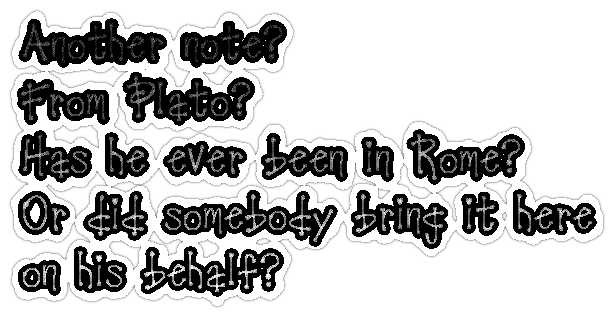 Another note?
From Plato?
Has he ever been in Rome?
Or did somebody bring it here
on his behalf?